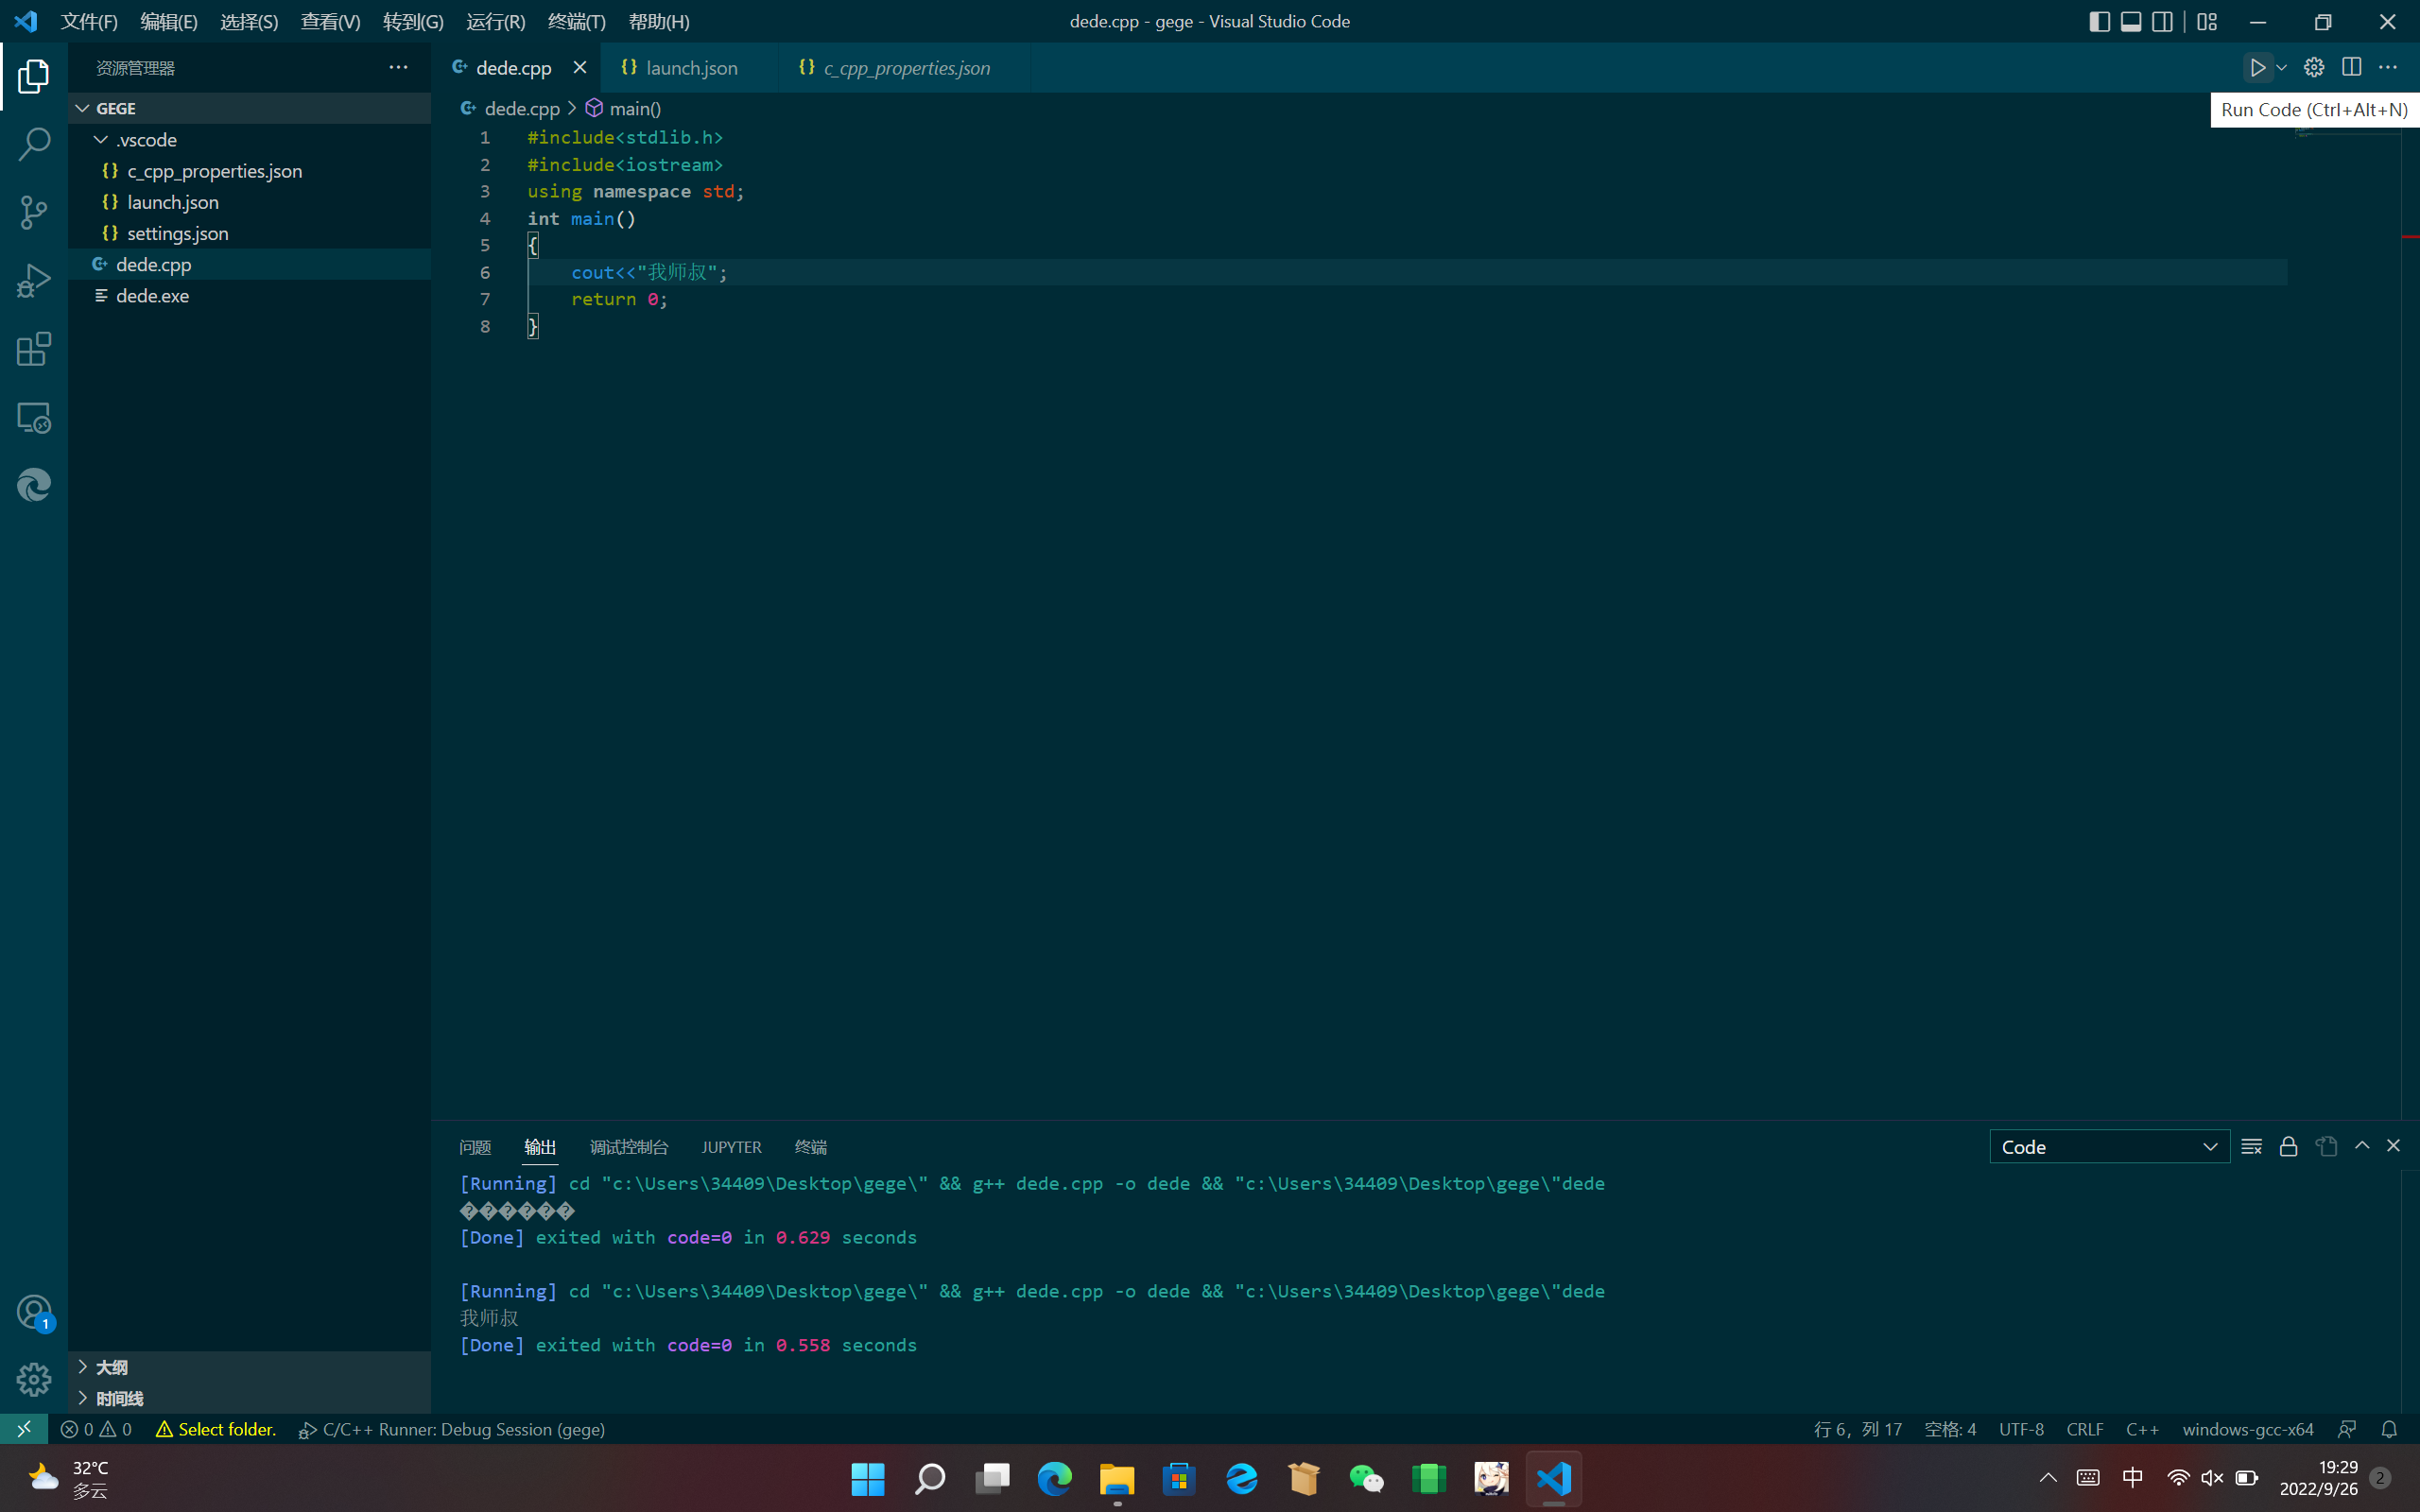 文件(F) 编辑(E) 选择(S) 查看(V) 转到(G) 运行(R) 终端(T) 帮助(H)
dede.cpp - gege - Visual Studio Code
资源管理器
dede.cpp
launch.json
c_cpp_properties.json
Run Code (Ctrl+Alt+N)
GEGE
.vscode
c_cpp_properties.json
launch.json
settings.json
dede.cpp
dede.exe
dede.cpp > main()
1 #include<stdlib.h>
2 #include<iostream>
3 using namespace std;
4 int main()
5 {
6 cout<<"我师叔";
7 return 0;
8 }
问题 输出 调试控制台 JUPYTER 终端
Code
[Running] cd "c:\Users\34409\Desktop\gege\" && g++ dede.cpp -o dede && "c:\Users\34409\Desktop\gege\"dede
������
[Done] exited with code=0 in 0.629 seconds
[Running] cd "c:\Users\34409\Desktop\gege\" && g++ dede.cpp -o dede && "c:\Users\34409\Desktop\gege\"dede
我师叔
[Done] exited with code=0 in 0.558 seconds
1
大纲
时间线
0 0 Select folder. C/C++ Runner: Debug Session (gege)
行 6，列 17 空格: 4 UTF-8 CRLF C++ windows-gcc-x64
32°C
多云
中
19:29
2022/9/26
2